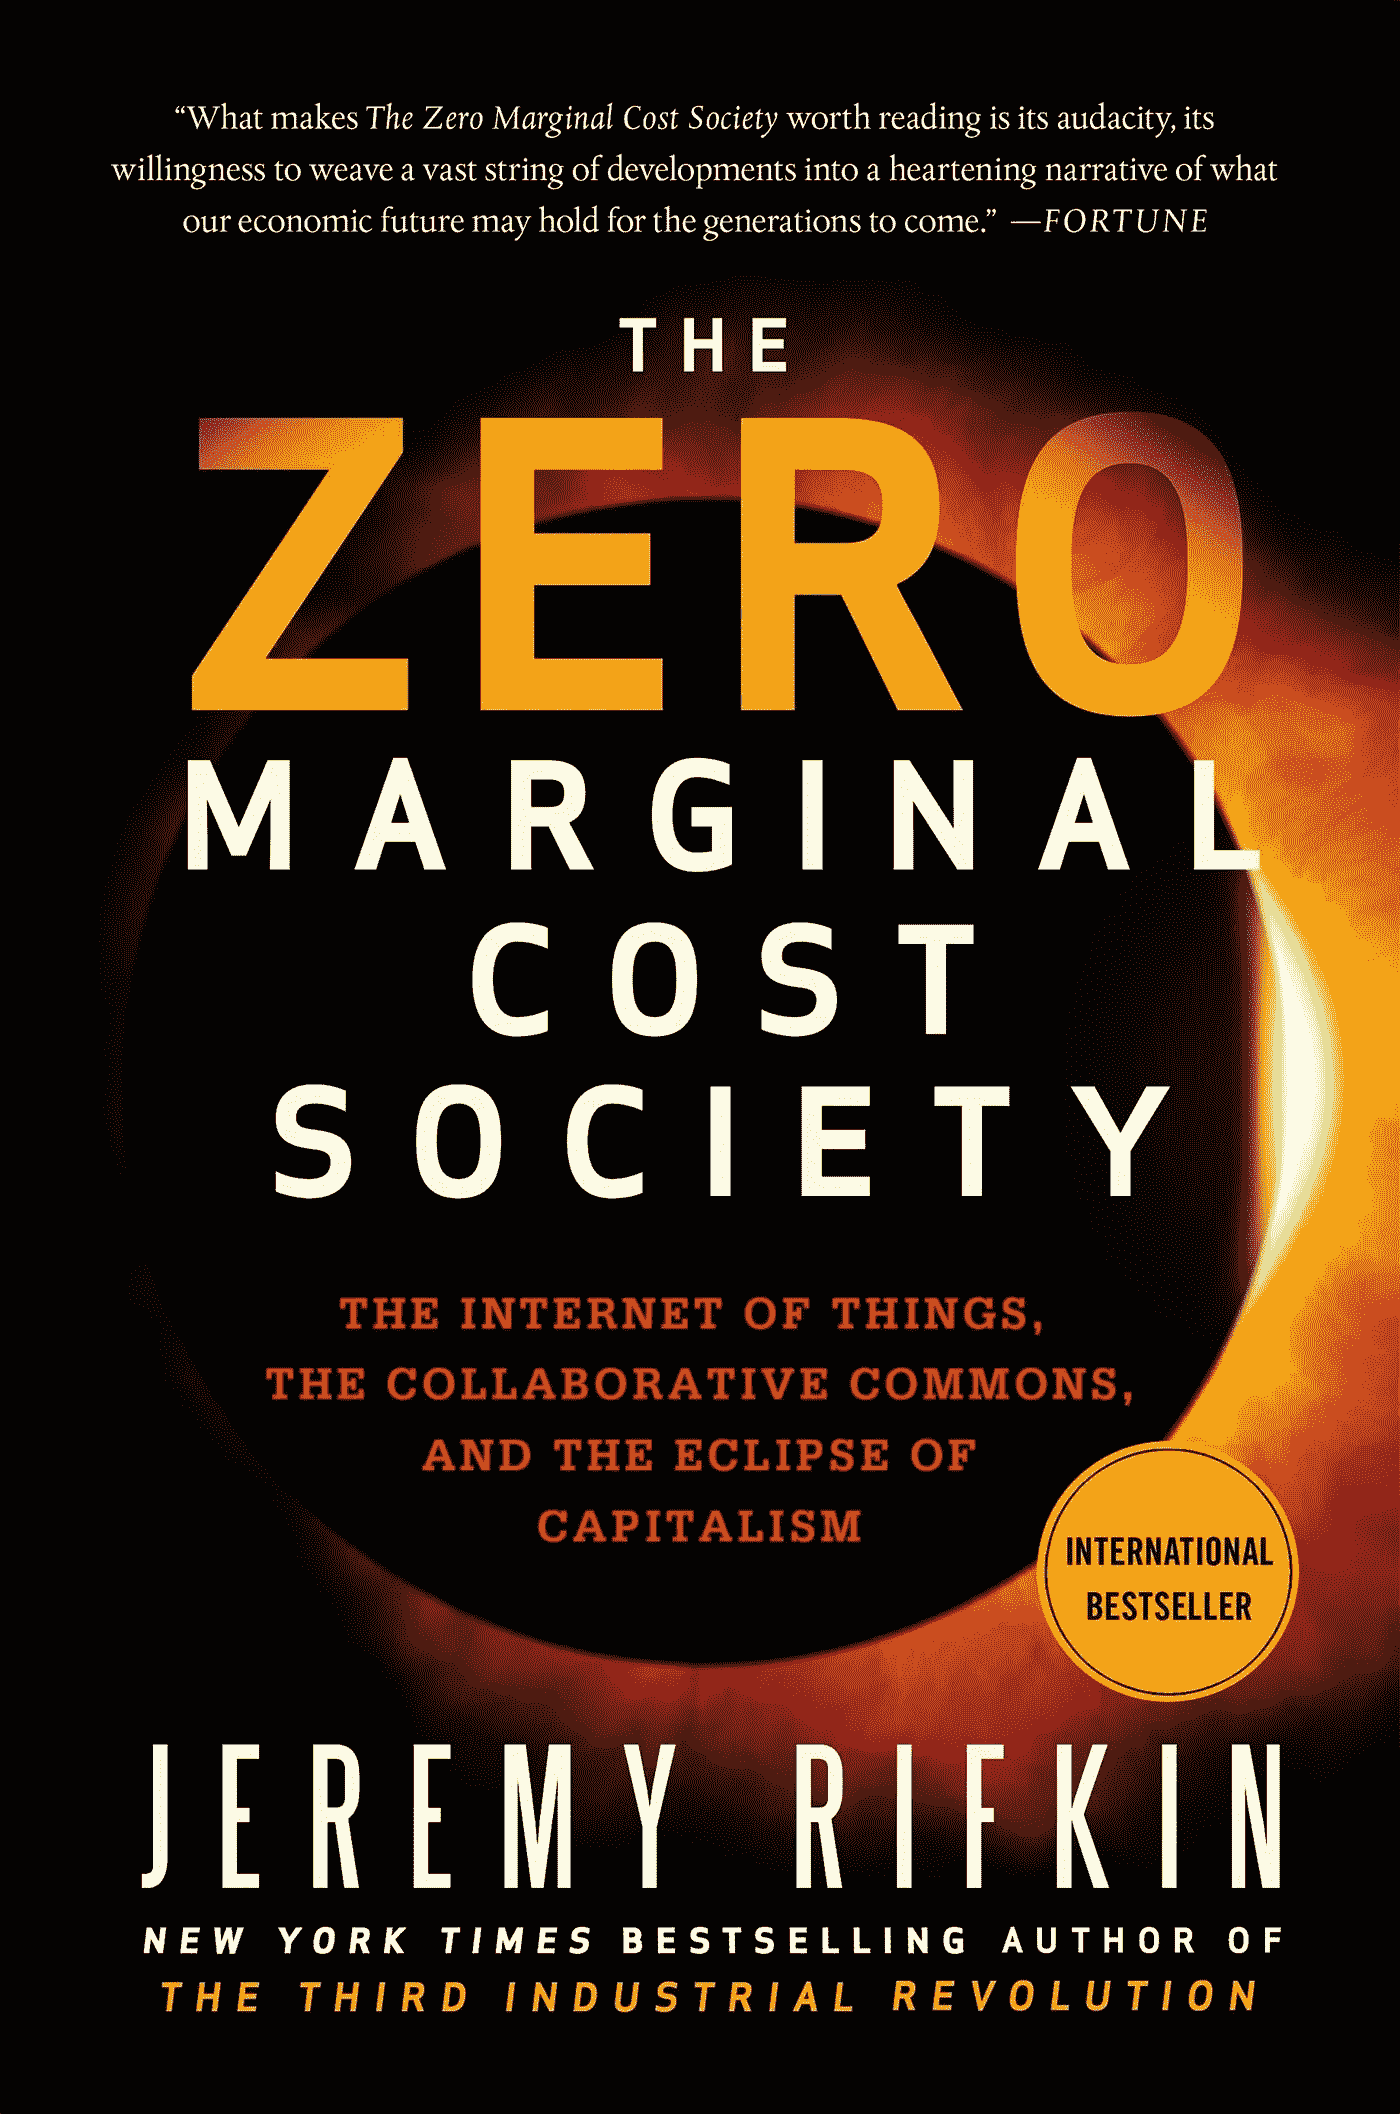 “What makes The Zero Marginal Cost Society worth reading is its audacity, its
willingness to weave a vast string of developments into a heartening narrative of what
our economic future may hold for the generations to come.” —FORTUNE
THE
ZERO
MARGINAL
COST
SOCIETY
THE INTERNET OF THINGS,
THE COLLABORATIVE COMMONS,
AND THE ECLIPSE OF
CAPITALISM
INTERNATIONAL
BESTSELLER
JEREMY RIFKIN
NEW YORK TIMES BESTSELLING AUTHOR OF
THE THIRD INDUSTRIAL REVOLUTION